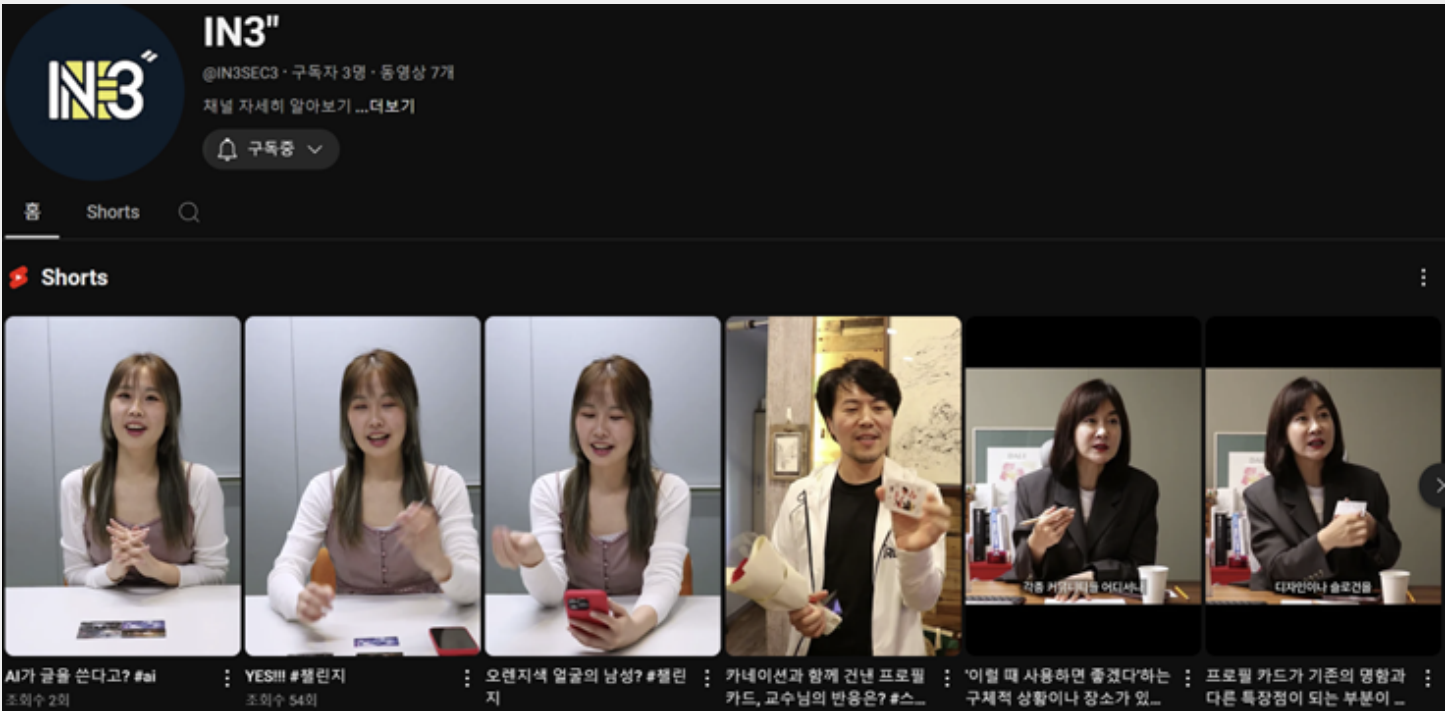 IN3"
IN3"
@IN3SEC3 · 구독자 3명 · 동영상 7개
채널 자세히 알아보기 ...더보기
구독중
홈
Shorts
Shorts
각종 커뮤니티등 어디서나
디자인이나 슬로건을
AI가 글을 쓴다고? #ai
조회수 2회
YES!!! #챌린지
조회수 54회
오렌지색 얼굴의 남성? #챌린
지
카네이션과 함께 건낸 프로필
카드, 교수님의 반응은? #스...
'이럴 때 사용하면 좋겠다'하는
구체적 상황이나 장소가 있...
프로필 카드가 기존의 명함과
다른 특장점이 되는 부분이 ...